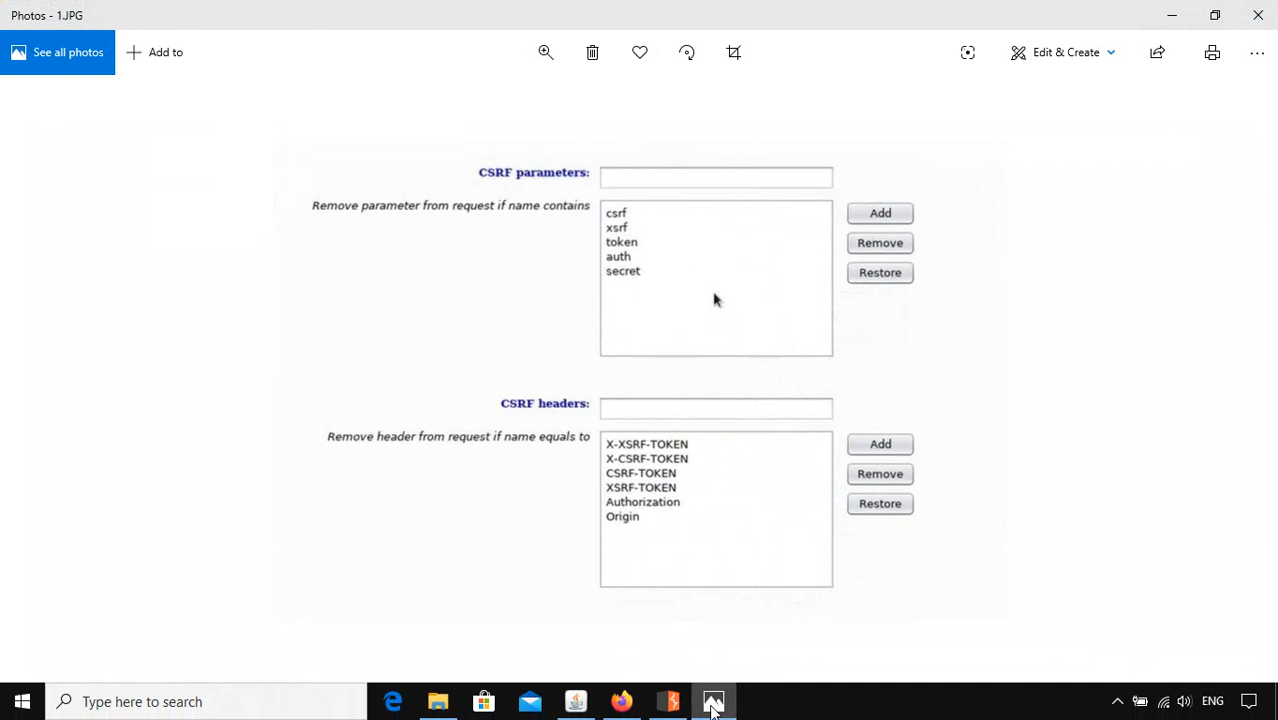 Photos - 1.JPG
See all photos
Add to
Edit & Create
CSRF parameters:
Remove parameter from request if name contains
csrf
xsrf
token
auth
secret
Add
Remove
Restore
CSRF headers:
Remove header from request if name equals to
X-XSRF-TOKEN
X-CSRF-TOKEN
CSRF-TOKEN
XSRF-TOKEN
Authorization
Origin
Add
Remove
Restore
Type here to search
ENG